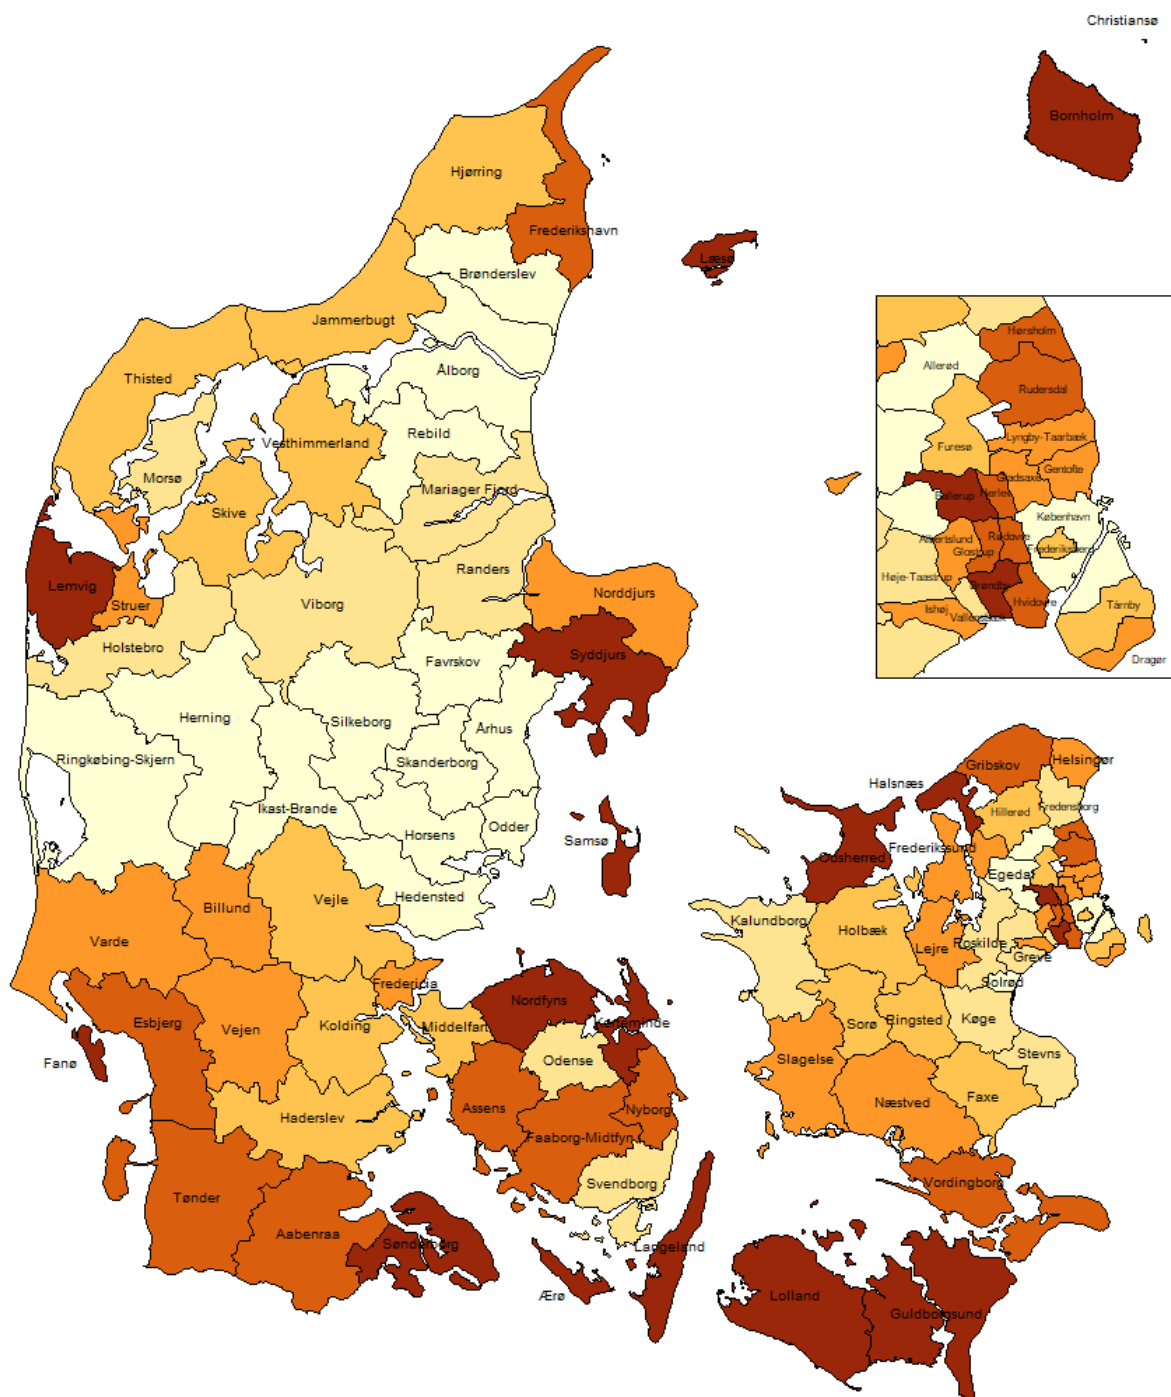 Christiansø
Bornholm
Hjørring
Frederikshavn
Læsø
Brønderslev
Jammerbugt
Ålborg
Thisted
Rebild
Vesthimmerland
Morsø
Mariager Fjord
Skive
Randers
Lemvig
Struer
Viborg
Norddjurs
Holstebro
Syddjurs
Favrskov
Herning
Silkeborg
Århus
Ringkøbing-Skjern
Skanderborg
Ikast-Brande
Horsens
Odder
Samsø
Hedensted
Vejle
Billund
Varde
Fredericia
Esbjerg
Vejen
Kolding
Middelfart
Nordfyns
Kerteminde
Fanø
Odense
Haderslev
Assens
Nyborg
Faaborg-Midtfyn
Svendborg
Tønder
Aabenraa
Sønderborg
Langeland
Ærø
Hørsholm
Allerød
Rudersdal
Lyngby-Taarbæk
Furesø
Gentofte
Gladsaxe
Ballerup
Herlev
København
Rødovre
Albertslund
Frederiksberg
Glostrup
Høje-Taastrup
Brøndby
Ishøj
Hvidovre
Vallensbæk
Tårnby
Dragør
Helsingør
Gribskov
Halsnæs
Hillerød
Fredensborg
Frederikssund
Odsherred
Egedal
Kalundborg
Holbæk
Lejre
Roskilde
Greve
Solrød
Sorø
Ringsted
Køge
Slagelse
Stevns
Næstved
Faxe
Vordingborg
Lolland
Guldborgsund